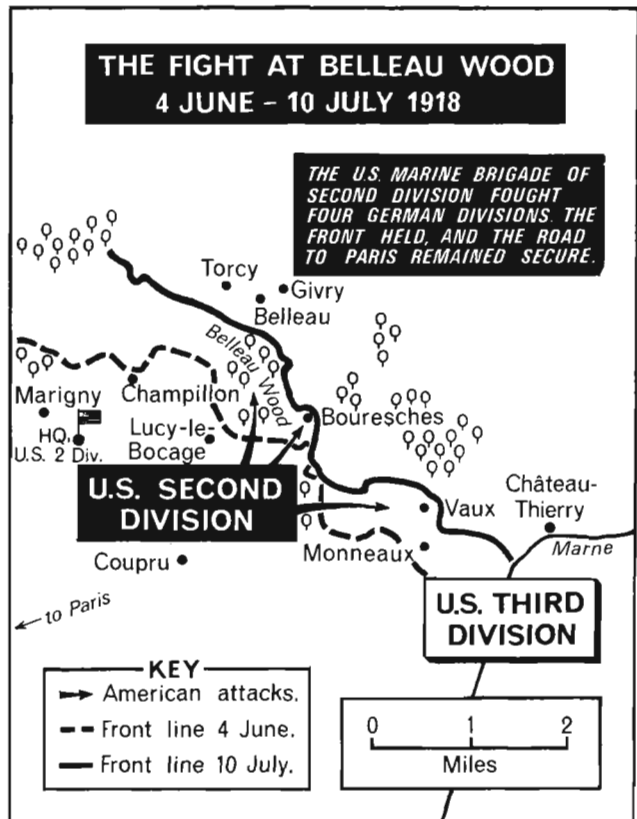 THE FIGHT AT BELLEAU WOOD
4 JUNE – 10 JULY 1918
THE U.S. MARINE BRIGADE OF
SECOND DIVISION FOUGHT
FOUR GERMAN DIVISIONS. THE
FRONT HELD, AND THE ROAD
TO PARIS REMAINED SECURE.
Torcy
Givry
Belleau
Belleau Wood
Marigny
Champillon
Bouresches
HQ.
U.S. 2 Div.
Lucy-le-
Bocage
U.S. SECOND
DIVISION
Vaux
Château-
Thierry
Marne
Monneaux
Coupru
to Paris
U.S. THIRD
DIVISION
KEY
American attacks.
Front line 4 June.
Front line 10 July.
0 1 2
Miles